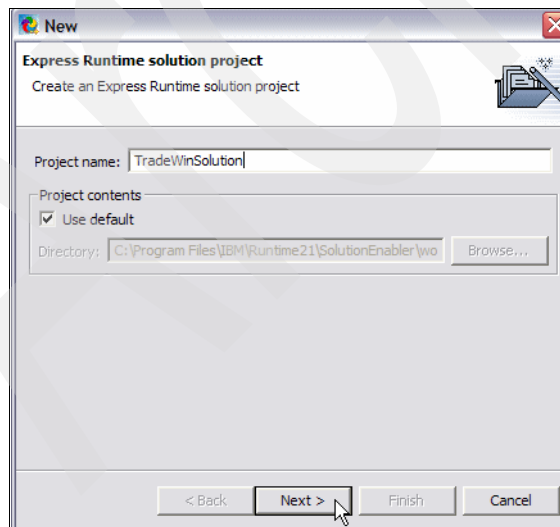 New
Express Runtime solution project
Create an Express Runtime solution project
Project name: TradeWinSolution
Project contents
Use default
Directory: C:\Program Files\IBM\Runtime21\SolutionEnabler\wo Browse...
< Back Next > Finish Cancel